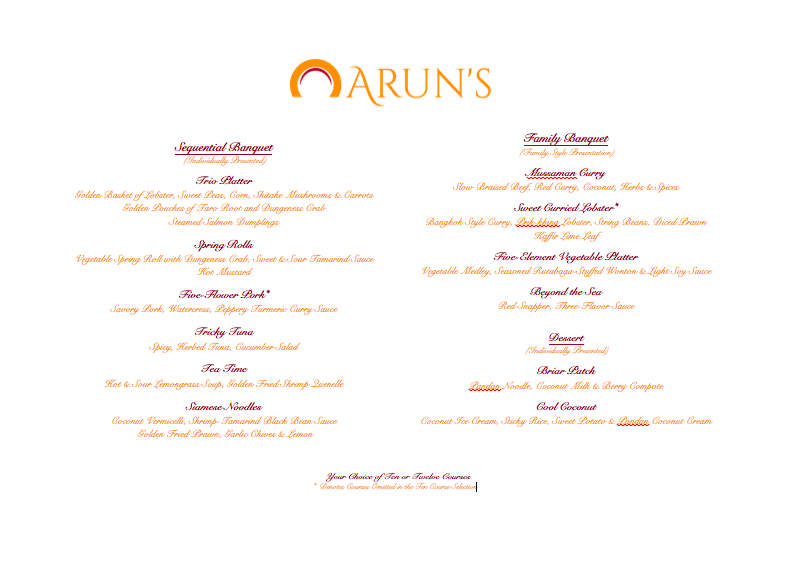 ARUN'S
Sequential Banquet
(Individually Presented)
Trio Platter
Golden Basket of Lobster, Sweet Peas, Corn, Shitake Mushrooms & Carrots
Golden Pouches of Taro Root and Dungeness Crab
Steamed Salmon Dumplings
Spring Rolls
Vegetable Spring Roll with Dungeness Crab, Sweet & Sour Tamarind Sauce
Hot Mustard
Five-Flower Pork*
Savory Pork, Watercress, Peppery Turmeric Curry Sauce
Tricky Tuna
Spicy, Herbed Tuna, Cucumber Salad
Tea Time
Hot & Sour Lemongrass Soup, Golden Fried Shrimp Quenelle
Siamese Noodles
Coconut Vermicelli, Shrimp-Tamarind Black Bean Sauce
Golden Fried Prawn, Garlic Chives & Lemon
Family Banquet
(Family Style Presentation)
Mussaman Curry
Slow Braised Beef, Red Curry, Coconut, Herbs & Spices
Sweet Curried Lobster*
Bangkok Style Curry, Prik-khing Lobster, String Beans, Diced Prawn
Kaffir Lime Leaf
Five-Element Vegetable Platter
Vegetable Medley, Seasoned Rutabaga-Stuffed Wonton & Light Soy Sauce
Beyond the Sea
Red Snapper, Three-Flavor Sauce
Dessert
(Individually Presented)
Briar Patch
Pandan Noodle, Coconut Milk & Berry Compote
Cool Coconut
Coconut Ice Cream, Sticky Rice, Sweet Potato & Pandan Coconut Cream
Your Choice of Ten or Twelve Courses
* Denotes Courses Omitted in the Ten Course Selection